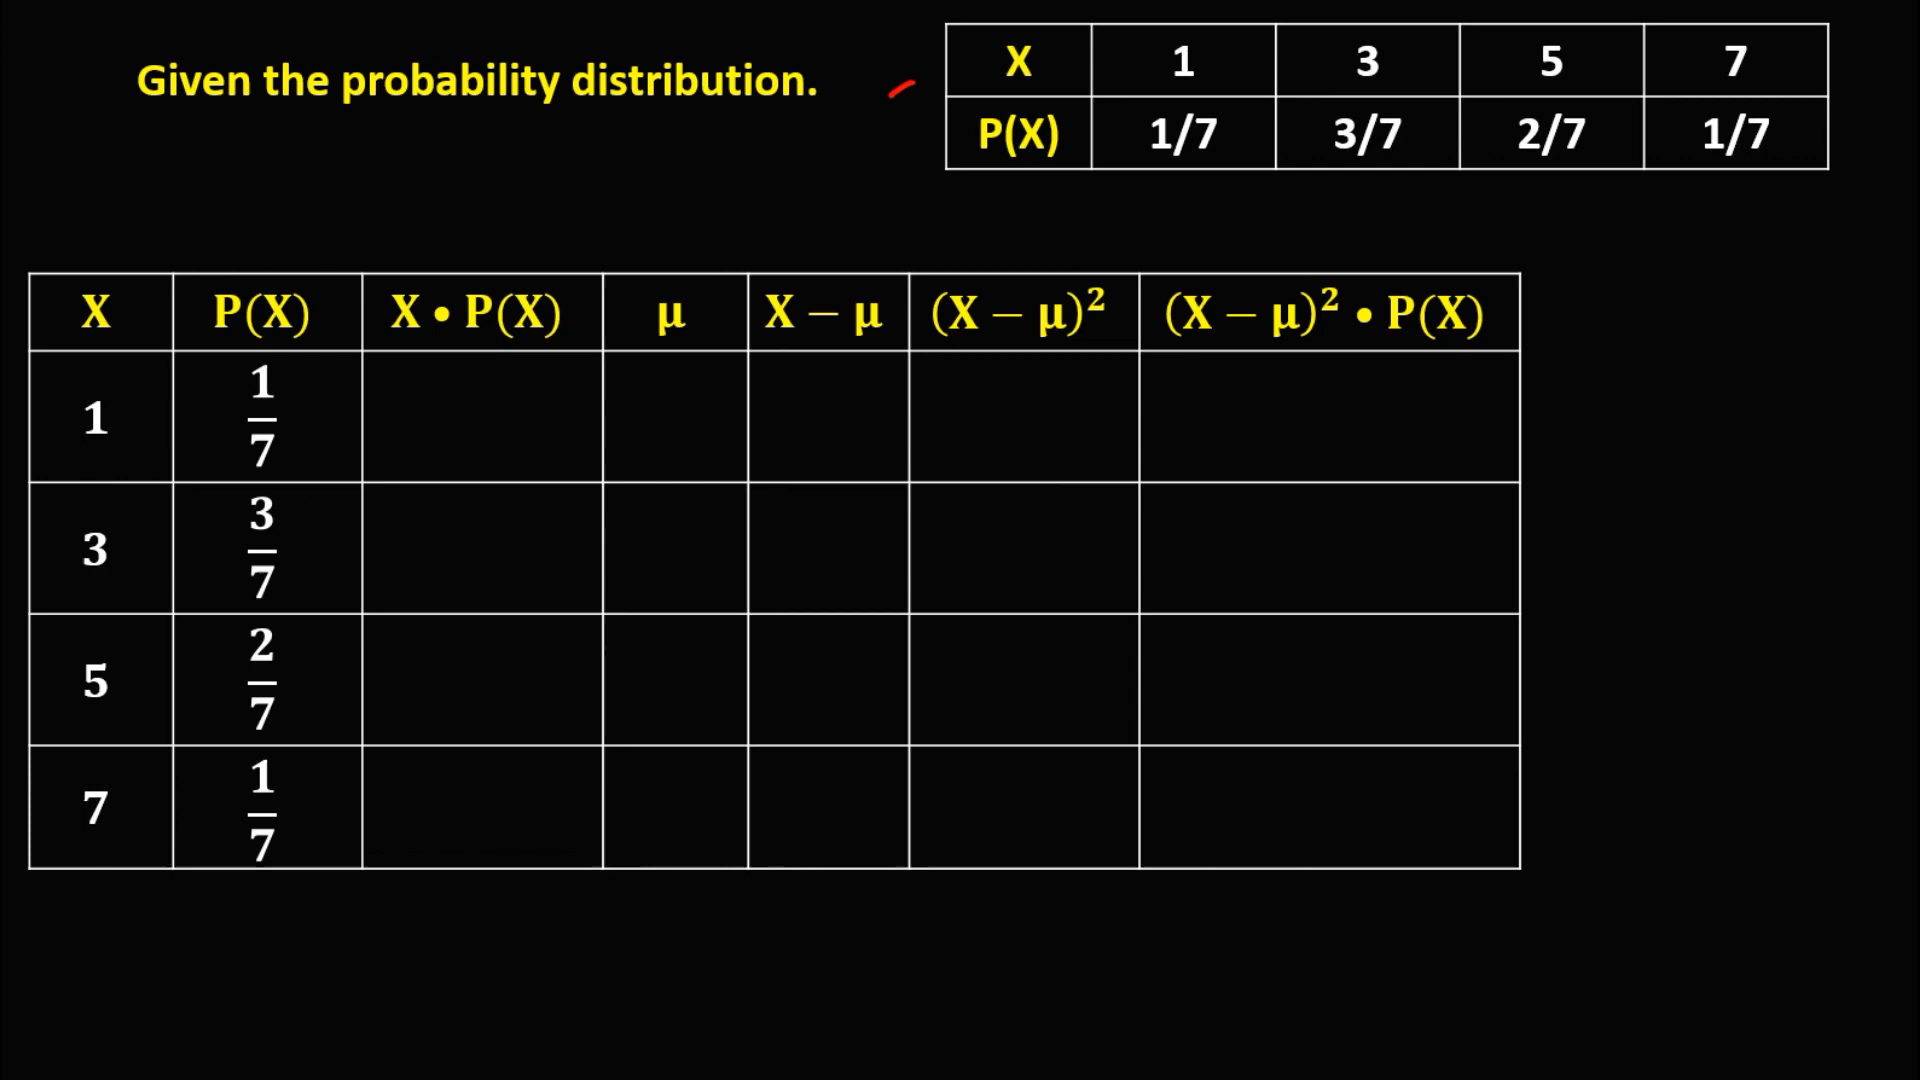 Given the probability distribution.
X 1 3 5 7
P(X) 1/7 3/7 2/7 1/7
X P(X) X • P(X) μ X − μ (X − μ)² (X − μ)² • P(X)
1 1/7
3 3/7
5 2/7
7 1/7